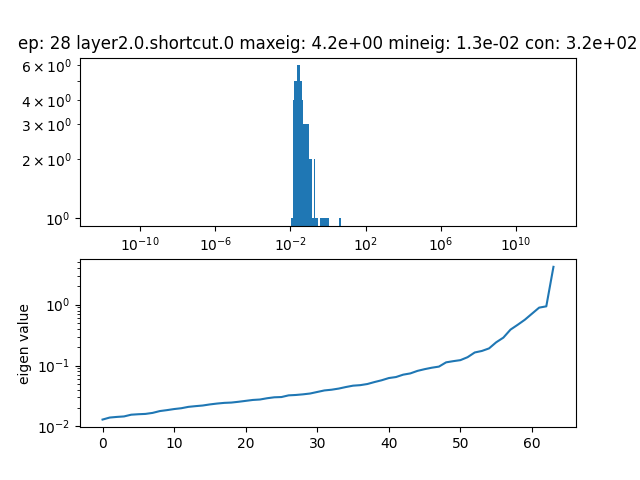 ep: 28 layer2.0.shortcut.0 maxeig: 4.2e+00 mineig: 1.3e-02 con: 3.2e+02
6 × 10⁰
4 × 10⁰
3 × 10⁰
2 × 10⁰
10⁰
10⁻¹⁰ 10⁻⁶ 10⁻² 10² 10⁶ 10¹⁰
eigen value
10⁰
10⁻¹
10⁻²
0 10 20 30 40 50 60